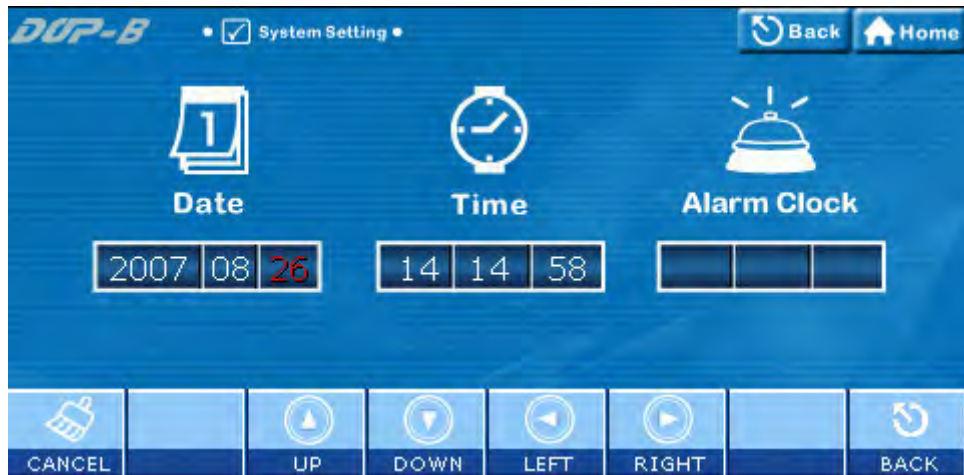 DOP-B • System Setting • Back Home
1
Date Time Alarm Clock
2007 08 26 14 14 58
CANCEL UP DOWN LEFT RIGHT BACK